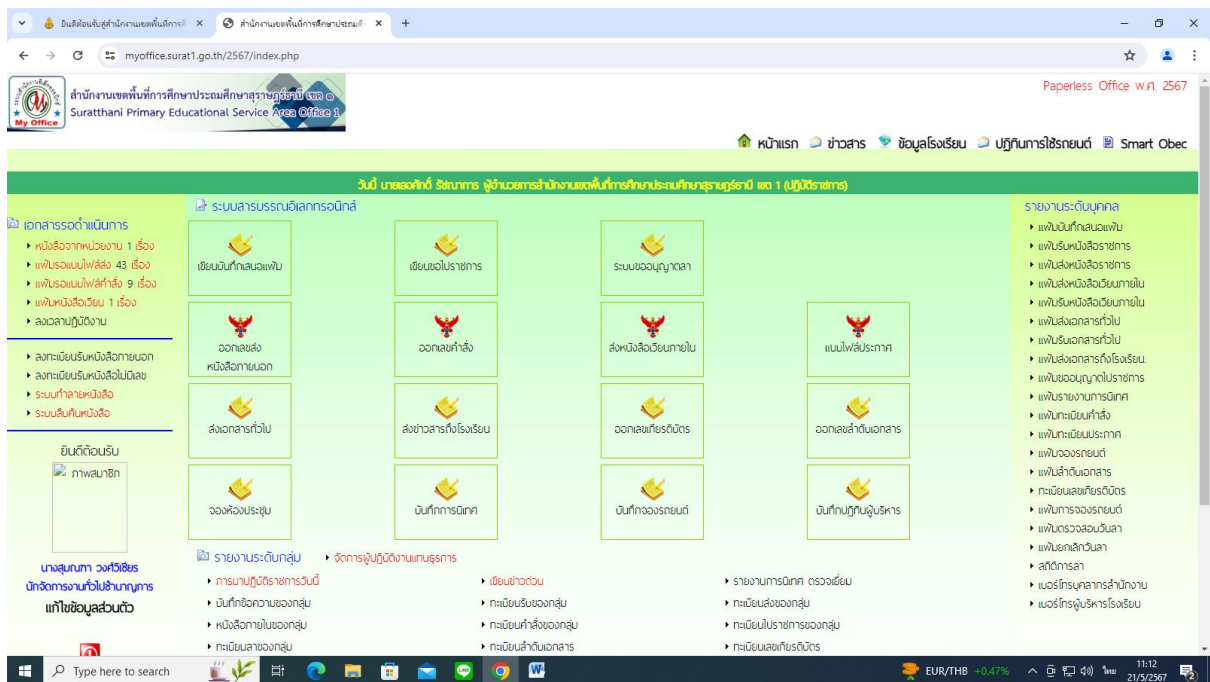 ยินดีต้อนรับสู่สำนักงานเขตพื้นที่การศึ
สำนักงานเขตพื้นที่การศึกษาประถมศึ
myoffice.surat1.go.th/2567/index.php
สำนักงานเขตพื้นที่การศึกษาประถมศึกษาสุราษฎร์ธานี เขต ๑
Suratthani Primary Educational Service Area Office 1
My Office
Paperless Office พ.ศ. 2567
หน้าแรก ข่าวสาร ข้อมูลโรงเรียน ปฏิทินการใช้รถยนต์ Smart Obec
วันนี้ นายเลอศักดิ์ รัชณาการ ผู้อำนวยการสำนักงานเขตพื้นที่การศึกษาประถมศึกษาสุราษฎร์ธานี เขต 1 (ปฏิบัติราชการ)
เอกสารรอดำเนินการ
หนังสือจากหน่วยงาน 1 เรื่อง
แฟ้มรอแนบไฟล์ส่ง 43 เรื่อง
แฟ้มรอแนบไฟล์คำสั่ง 9 เรื่อง
แฟ้มหนังสือเวียน 1 เรื่อง
ลงเวลาปฏิบัติงาน
ลงทะเบียนรับหนังสือภายนอก
ลงทะเบียนรับหนังสือไม่มีเลข
ระบบทำลายหนังสือ
ระบบสืบค้นหนังสือ
ยินดีต้อนรับ
ภาพสมาชิก
นางสุมณฑา วงศ์วิเชียร
นักจัดการงานทั่วไปชำนาญการ
แก้ไขข้อมูลส่วนตัว
ระบบสารบรรณอิเลกทรอนิกส์
เขียนบันทึกเสนอแฟ้ม
เขียนขอไปราชการ
ระบบขออนุญาตลา
ออกเลขส่ง
หนังสือภายนอก
ออกเลขคำสั่ง
ส่งหนังสือเวียนภายใน
แนบไฟล์ประกาศ
ส่งเอกสารทั่วไป
ส่งข่าวสารถึงโรงเรียน
ออกเลขเกียรติบัตร
ออกเลขลำดับเอกสาร
จองห้องประชุม
บันทึกการนิเทศ
บันทึกจองรถยนต์
บันทึกปฏิทินผู้บริหาร
รายงานระดับกลุ่ม
จัดการผู้ปฏิบัติงานแทนธุรการ
การมาปฏิบัติราชการวันนี้
เขียนข่าวด่วน
รายงานการนิเทศ ตรวจเยี่ยม
บันทึกข้อความของกลุ่ม
ทะเบียนรับของกลุ่ม
ทะเบียนส่งของกลุ่ม
หนังสือภายในของกลุ่ม
ทะเบียนคำสั่งของกลุ่ม
ทะเบียนไปราชการของกลุ่ม
ทะเบียนลาของกลุ่ม
ทะเบียนลำดับเอกสาร
ทะเบียนเลขเกียรติบัตร
รายงานระดับบุคคล
แฟ้มบันทึกเสนอแฟ้ม
แฟ้มรับหนังสือราชการ
แฟ้มส่งหนังสือราชการ
แฟ้มส่งหนังสือเวียนภายใน
แฟ้มรับหนังสือเวียนภายใน
แฟ้มส่งเอกสารทั่วไป
แฟ้มรับเอกสารทั่วไป
แฟ้มส่งเอกสารถึงโรงเรียน.
แฟ้มขออนุญาตไปราชการ
แฟ้มรายงานการนิเทศ
แฟ้มทะเบียนคำสั่ง
แฟ้มทะเบียนประกาศ
แฟ้มจองรถยนต์
แฟ้มลำดับเอกสาร
ทะเบียนเลขเกียรติบัตร
แฟ้มการจองรถยนต์
แฟ้มตรวจสอบวันลา
แฟ้มยกเลิกวันลา
สถิติการลา
เบอร์โทรบุคลากรสำนักงาน
เบอร์โทรผู้บริหารโรงเรียน
Type here to search
EUR/THB +0.47%
ไทย
11:12
21/5/2567